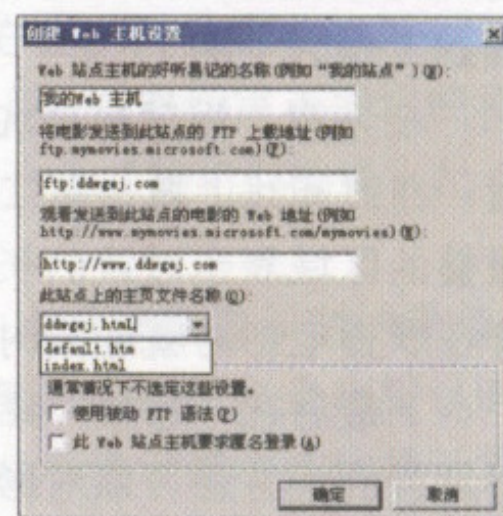 创建 Web 主机设置
Web 站点主机的好听易记的名称(例如“我的站点”)(N):
我的Web 主机
将电影发送到此站点的 FTP 上载地址(例如
ftp.mymovies.microsoft.com)(F):
ftp:ddwgej.com
观看发送到此站点的电影的 Web 地址(例如
http://www.mymovies.microsoft.com/mymovies)(W):
http://www.ddwgej.com
此站点上的主页文件名称(O):
ddwgej.html
default.htm
index.html
通常情况下不选定这些设置。
使用被动 FTP 语法(P)
此 Web 站点主机要求匿名登录(A)
确定
取消